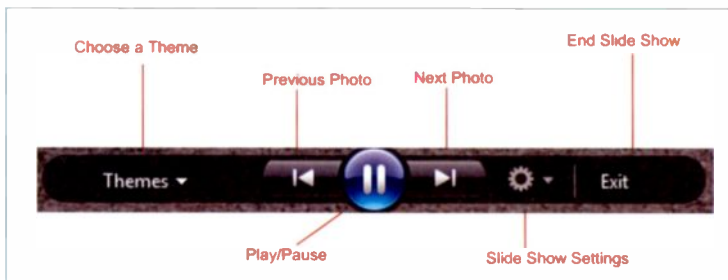 End Slide Show
Choose a Theme
Previous Photo
Next Photo
Themes
Exit
Play/Pause
Slide Show Settings